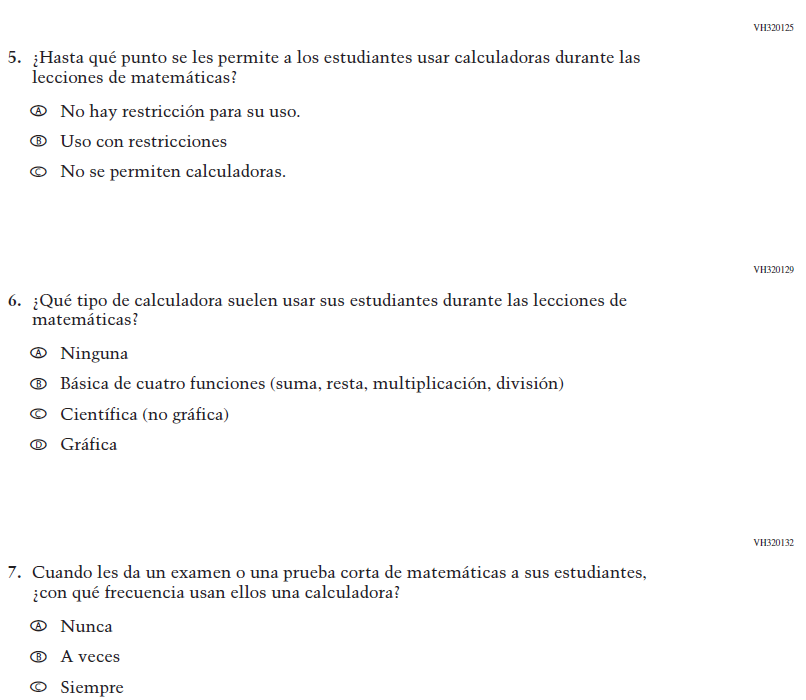 VH320125
5. ¿Hasta qué punto se les permite a los estudiantes usar calculadoras durante las
lecciones de matemáticas?
A No hay restricción para su uso.
B Uso con restricciones
C No se permiten calculadoras.
VH320129
6. ¿Qué tipo de calculadora suelen usar sus estudiantes durante las lecciones de
matemáticas?
A Ninguna
B Básica de cuatro funciones (suma, resta, multiplicación, división)
C Científica (no gráfica)
D Gráfica
VH320132
7. Cuando les da un examen o una prueba corta de matemáticas a sus estudiantes,
¿con qué frecuencia usan ellos una calculadora?
A Nunca
B A veces
C Siempre